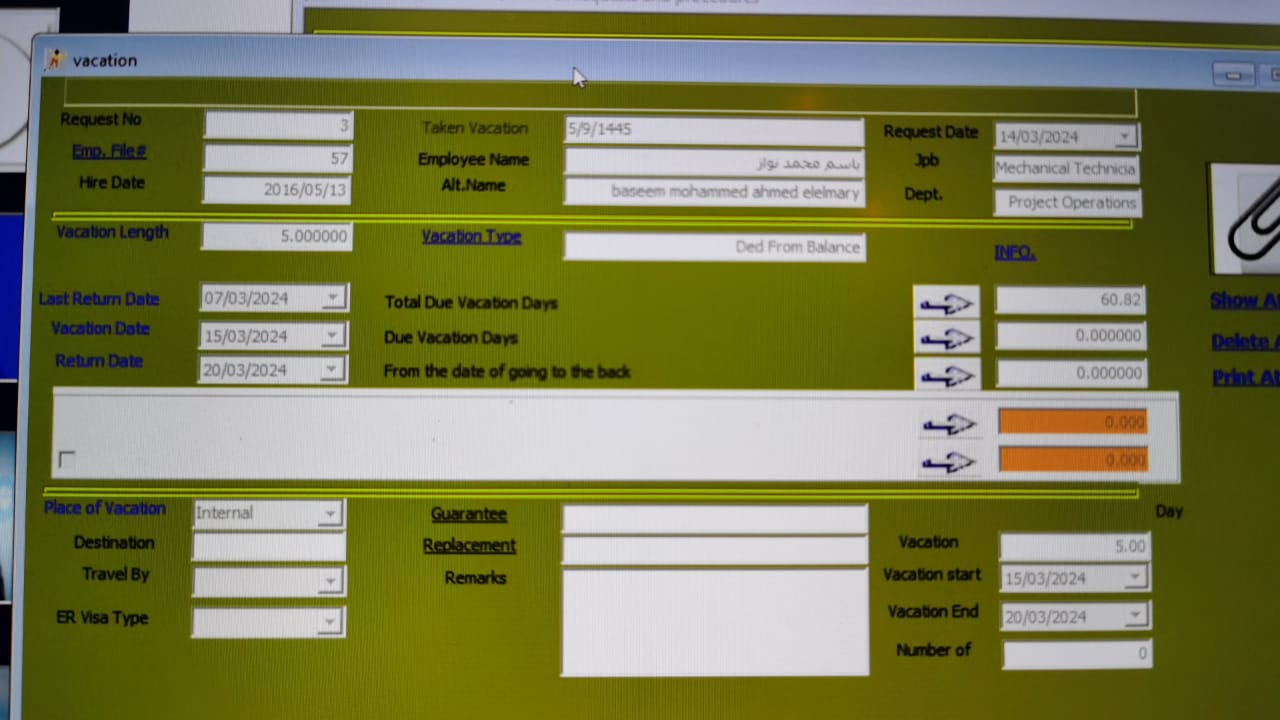 vacation
Request No 3 Taken Vacation 5/9/1445 Request Date 14/03/2024
Emp. File# 57 Employee Name باسم محمد نواز Jpb Mechanical Technicia
Hire Date 2016/05/13 Alt.Name baseem mohammed ahmed elelmary Dept. Project Operations
Vacation Length 5.000000 Vacation Type Ded From Balance INFO.
Last Return Date 07/03/2024 Total Due Vacation Days 60.82 Show
Vacation Date 15/03/2024 Due Vacation Days 0.000000 Delete
Return Date 20/03/2024 From the date of going to the back 0.000000 Print
0.000
0.000
Place of Vacation Internal Guarantee Day
Destination Replacement Vacation 5.00
Travel By Remarks Vacation start 15/03/2024
ER Visa Type Vacation End 20/03/2024
Number of 0